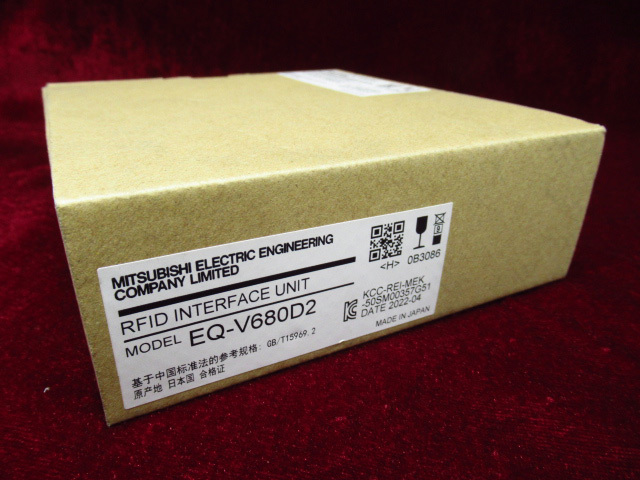 MITSUBISHI ELECTRIC ENGINEERING
COMPANY LIMITED
RFID INTERFACE UNIT
MODEL EQ-V680D2
基于中国标准法的参考规格: GB/T15969.2
原产地 日本国 合格证
<H> 0B3086
KCC-REI-MEK
-50SM00357G51
DATE 2022-04
MADE IN JAPAN